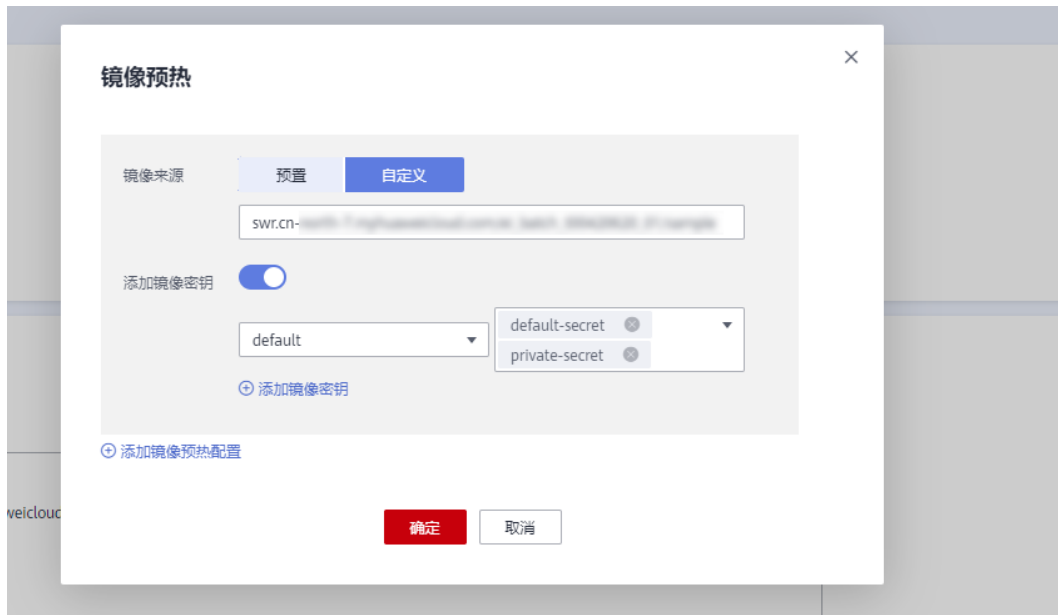 镜像预热
镜像来源 预置 自定义
swr.cn-
添加镜像密钥
default
default-secret
private-secret
添加镜像密钥
添加镜像预热配置
weicloud
确定 取消